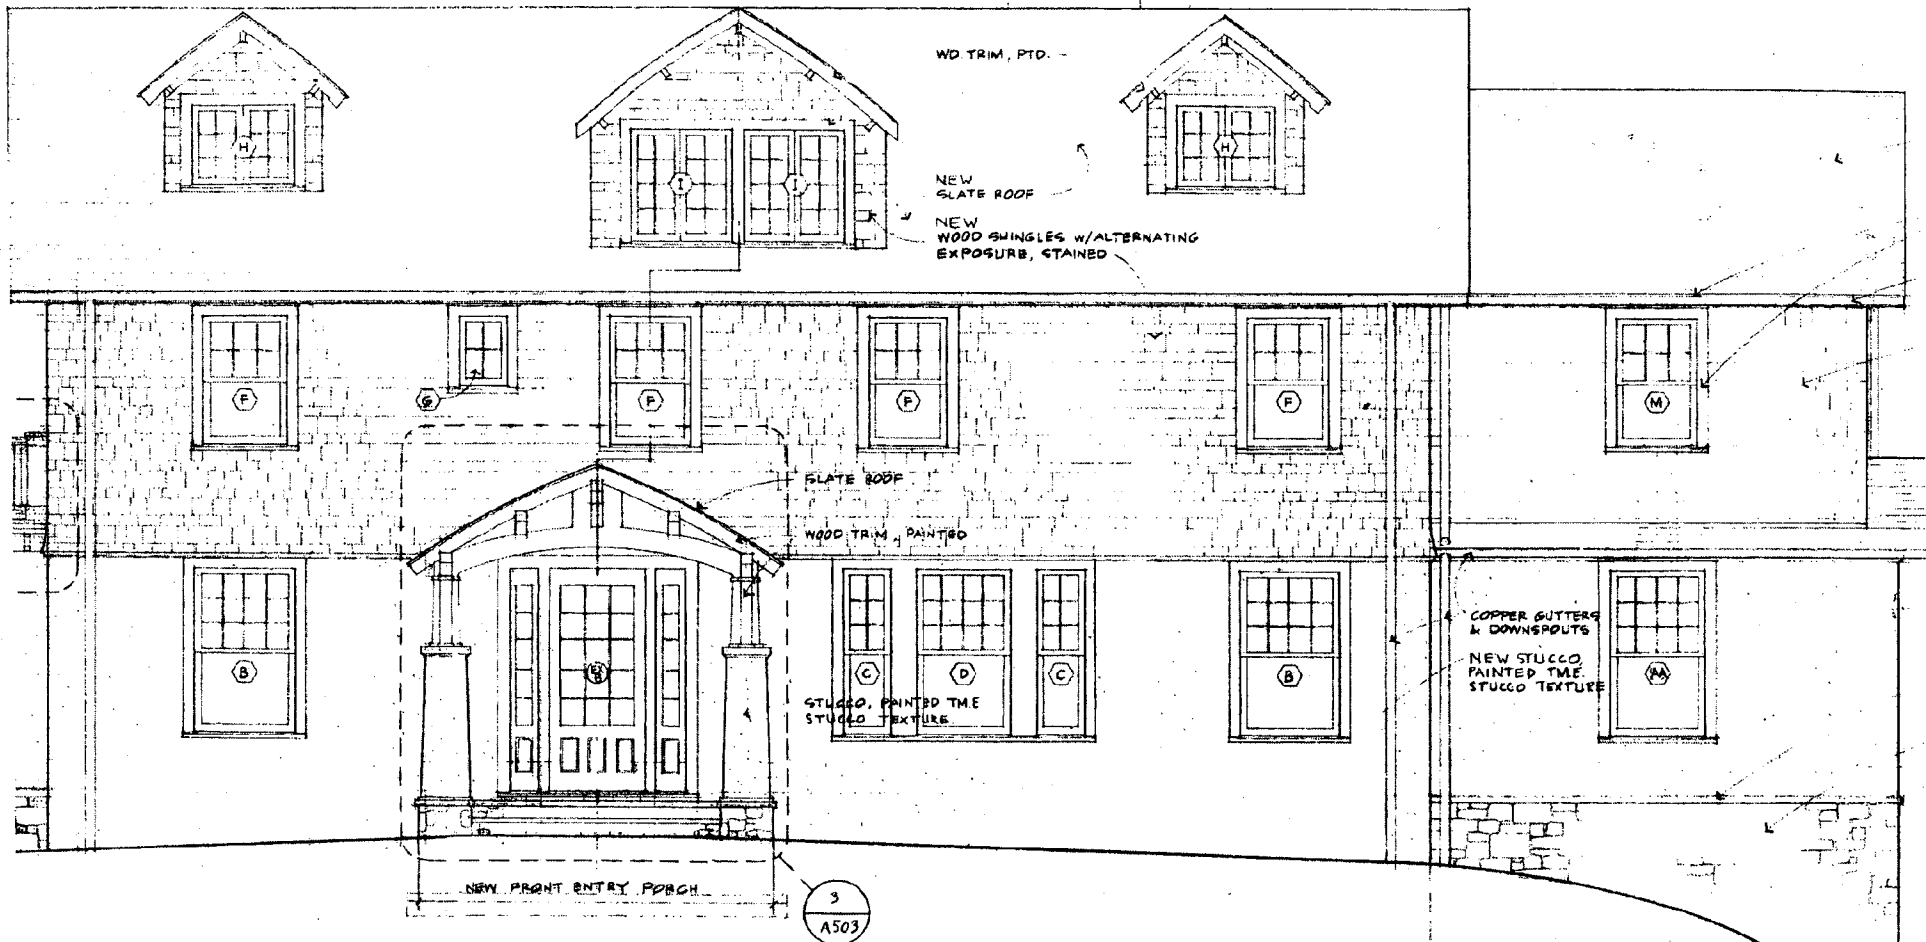 WD. TRIM, PTD.
H
H
I
I
NEW
SLATE ROOF
NEW
WOOD SHINGLES W/ALTERNATING
EXPOSURE, STAINED
F
G
F
F
F
M
SLATE ROOF
WOOD TRIM, PAINTED
B
C
D
C
B
AA
STUCCO, PAINTED TME
STUCCO TEXTURE
COPPER GUTTERS
& DOWNSPOUTS
NEW STUCCO,
PAINTED TME.
STUCCO TEXTURE
NEW FRONT ENTRY PORCH
3
A503